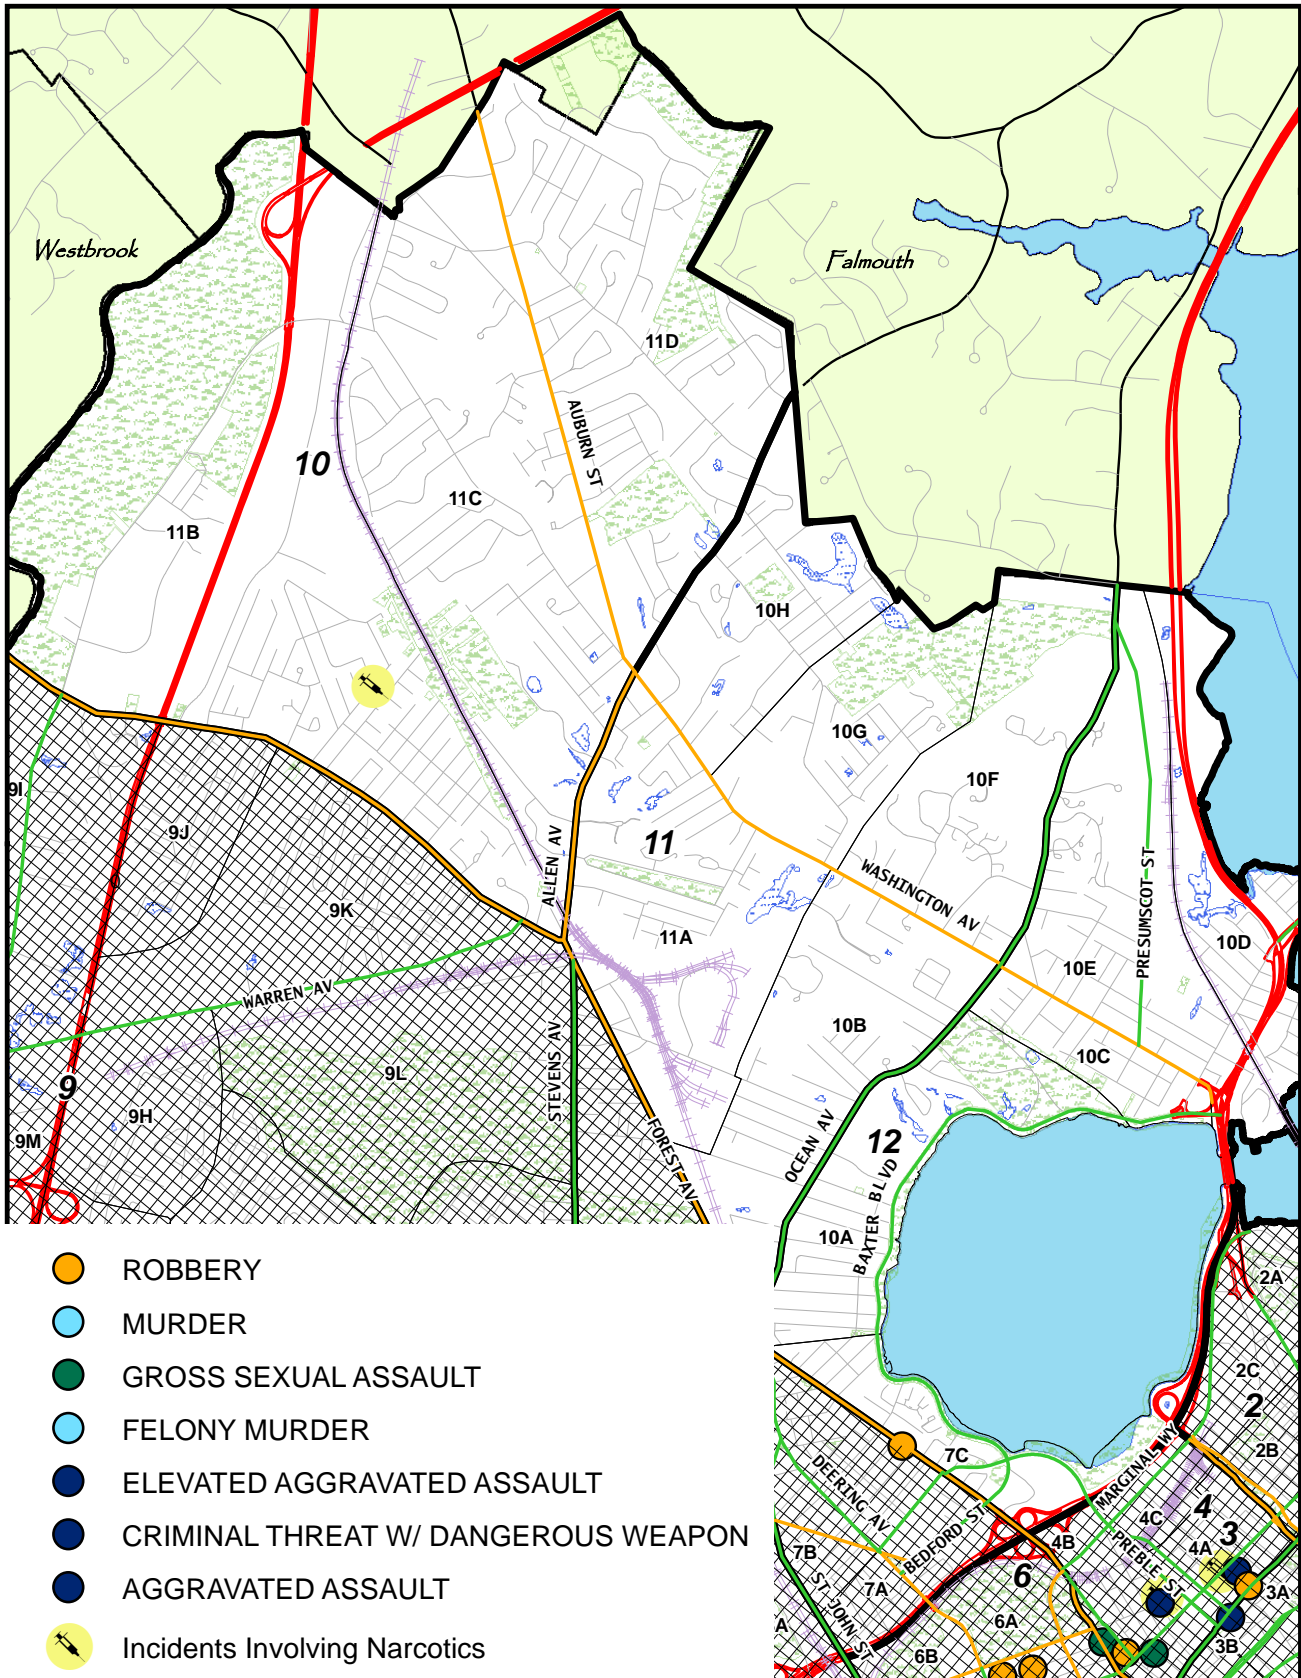 Westbrook
Falmouth
11D
AUBURN ST
10
11C
11B
10H
10G
10F
9I
9J
11
ALLEN AV
WASHINGTON AV
PRESUMSCOT ST
9K
11A
10D
10E
WARREN AV
10B
10C
STEVENS AV
9L
9
9H
9M
FOREST AV
OCEAN AV
12
BAXTER BLVD
10A
2A
ROBBERY
MURDER
GROSS SEXUAL ASSAULT
FELONY MURDER
ELEVATED AGGRAVATED ASSAULT
CRIMINAL THREAT W/ DANGEROUS WEAPON
AGGRAVATED ASSAULT
Incidents Involving Narcotics
2C
2
2B
7C
MARGINAL WY
DEERING AV
BEDFORD ST
4C
4
3
4B
4A
PREBLE ST
7B
6
7A
ST JOHN ST
3A
6A
A
6B
3B